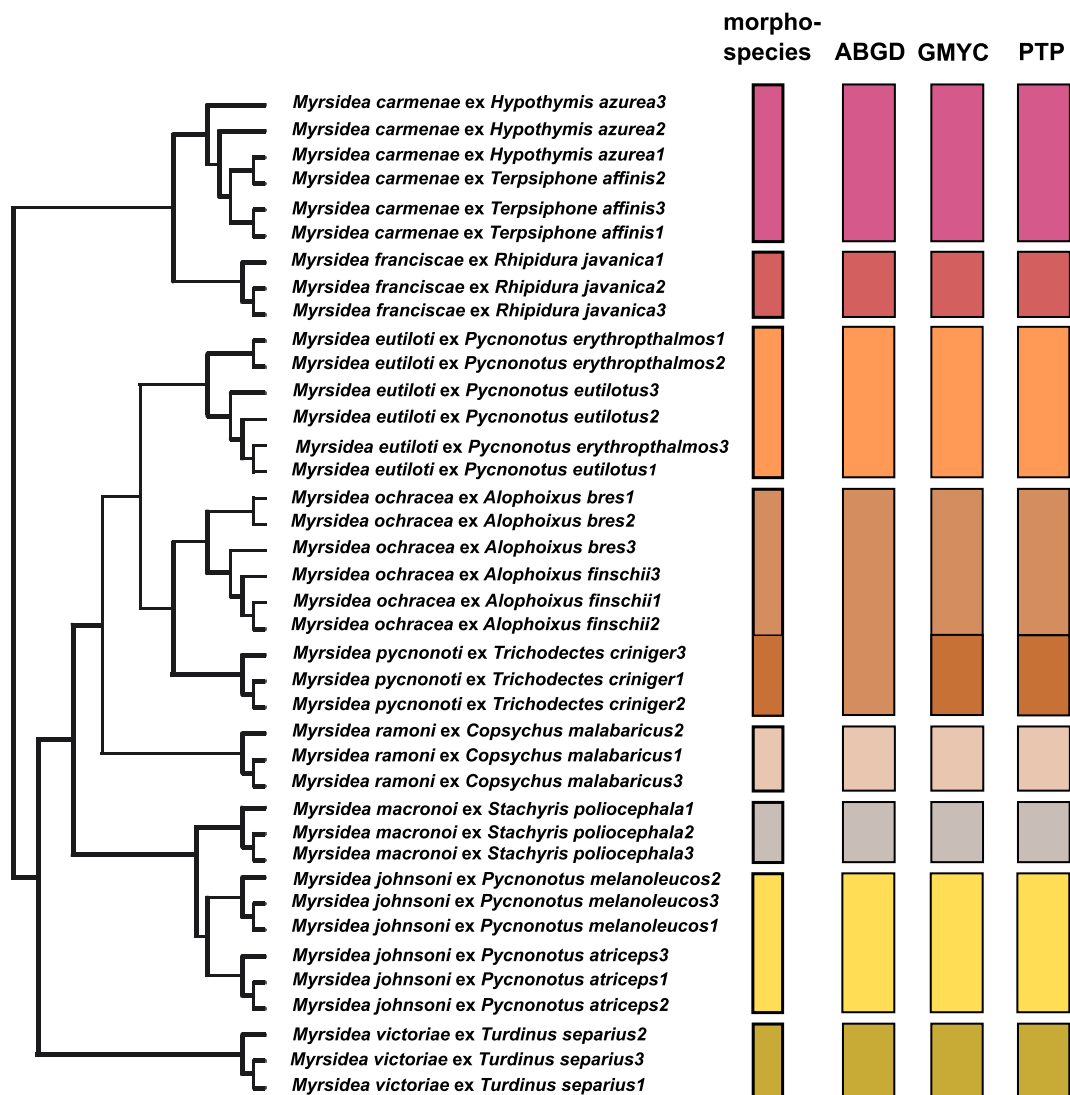 morpho-
species ABGD GMYC PTP
Myrsidea carmenae ex Hypothymis azurea3
Myrsidea carmenae ex Hypothymis azurea2
Myrsidea carmenae ex Hypothymis azurea1
Myrsidea carmenae ex Terpsiphone affinis2
Myrsidea carmenae ex Terpsiphone affinis3
Myrsidea carmenae ex Terpsiphone affinis1
Myrsidea franciscae ex Rhipidura javanica1
Myrsidea franciscae ex Rhipidura javanica2
Myrsidea franciscae ex Rhipidura javanica3
Myrsidea eutiloti ex Pycnonotus erythropthalmos1
Myrsidea eutiloti ex Pycnonotus erythropthalmos2
Myrsidea eutiloti ex Pycnonotus eutilotus3
Myrsidea eutiloti ex Pycnonotus eutilotus2
Myrsidea eutiloti ex Pycnonotus erythropthalmos3
Myrsidea eutiloti ex Pycnonotus eutilotus1
Myrsidea ochracea ex Alophoixus bres1
Myrsidea ochracea ex Alophoixus bres2
Myrsidea ochracea ex Alophoixus bres3
Myrsidea ochracea ex Alophoixus finschii3
Myrsidea ochracea ex Alophoixus finschii1
Myrsidea ochracea ex Alophoixus finschii2
Myrsidea pycnonoti ex Trichodectes criniger3
Myrsidea pycnonoti ex Trichodectes criniger1
Myrsidea pycnonoti ex Trichodectes criniger2
Myrsidea ramoni ex Copsychus malabaricus2
Myrsidea ramoni ex Copsychus malabaricus1
Myrsidea ramoni ex Copsychus malabaricus3
Myrsidea macronoi ex Stachyris poliocephala1
Myrsidea macronoi ex Stachyris poliocephala2
Myrsidea macronoi ex Stachyris poliocephala3
Myrsidea johnsoni ex Pycnonotus melanoleucos2
Myrsidea johnsoni ex Pycnonotus melanoleucos3
Myrsidea johnsoni ex Pycnonotus melanoleucos1
Myrsidea johnsoni ex Pycnonotus atriceps3
Myrsidea johnsoni ex Pycnonotus atriceps1
Myrsidea johnsoni ex Pycnonotus atriceps2
Myrsidea victoriae ex Turdinus separius2
Myrsidea victoriae ex Turdinus separius3
Myrsidea victoriae ex Turdinus separius1